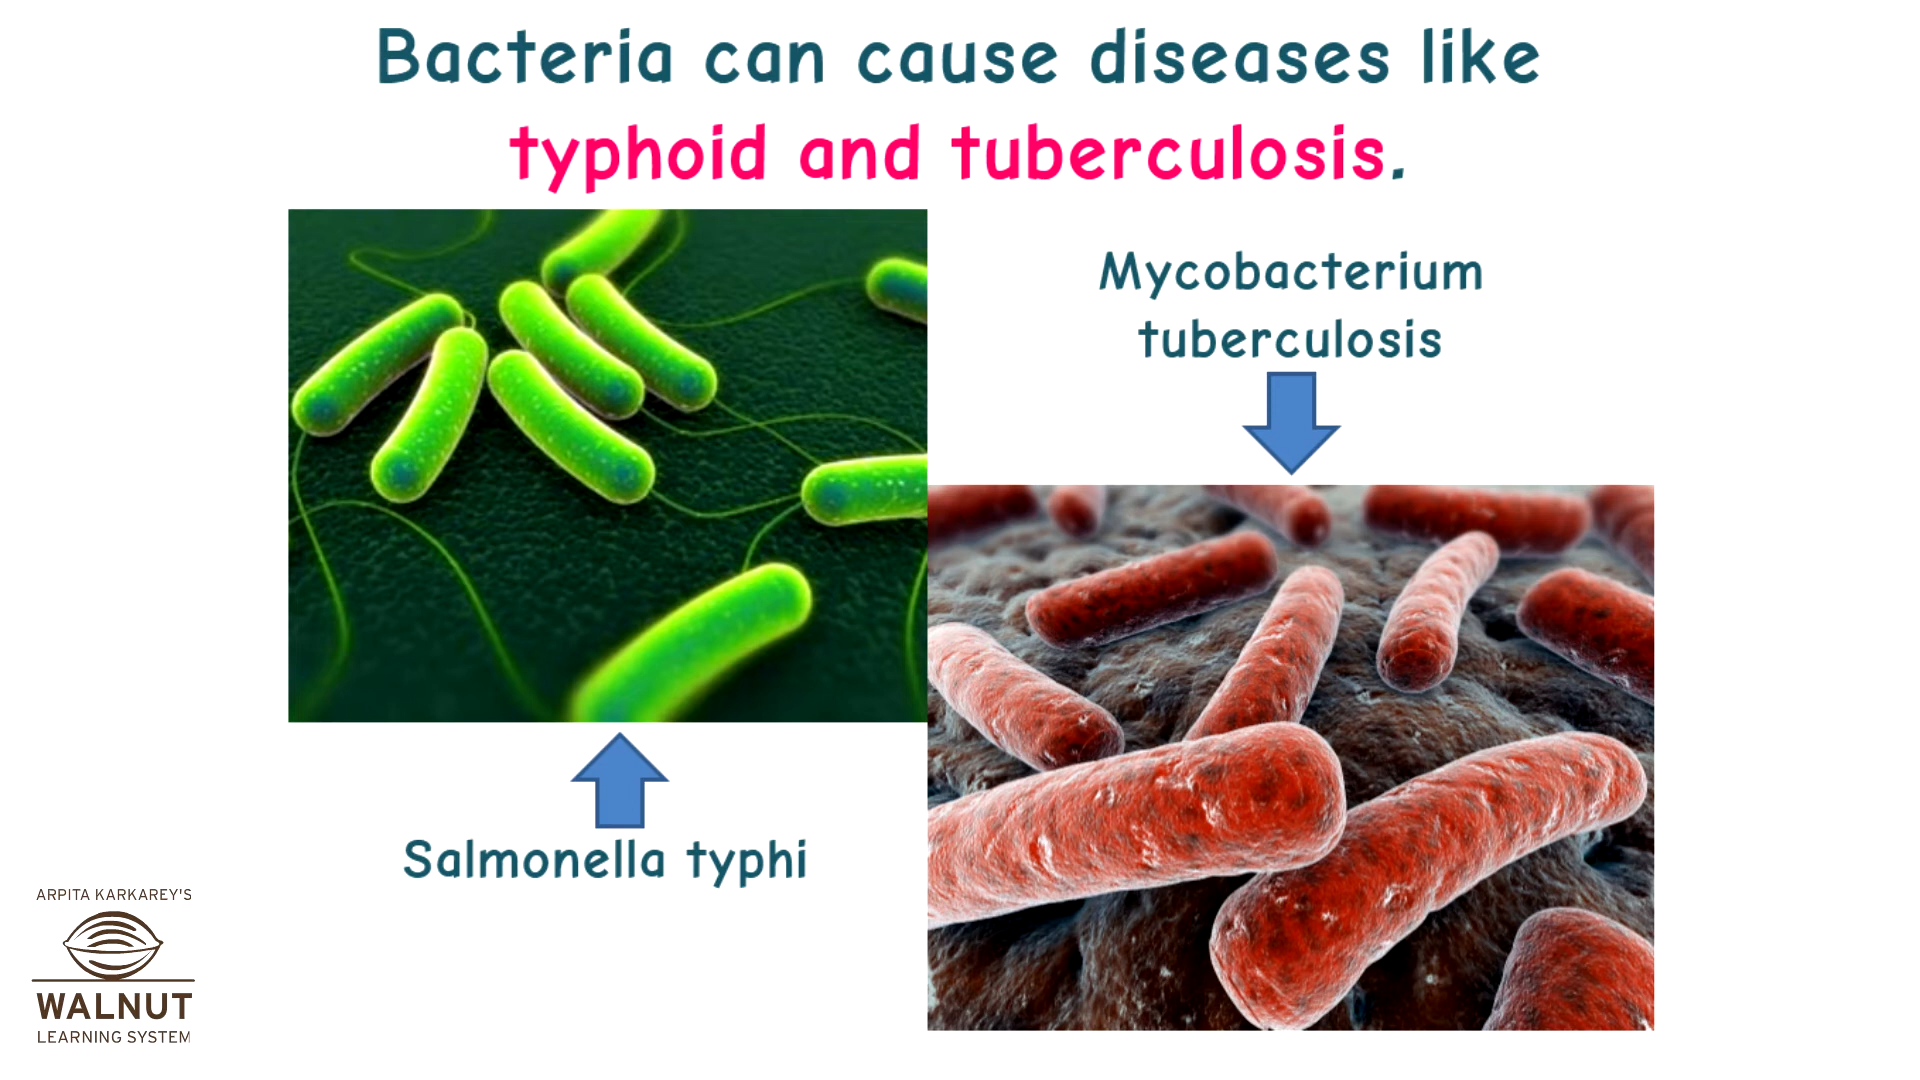 Bacteria can cause diseases like
typhoid and tuberculosis.
Mycobacterium
tuberculosis
Salmonella typhi
ARPITA KARKAREY'S
WALNUT
LEARNING SYSTEM